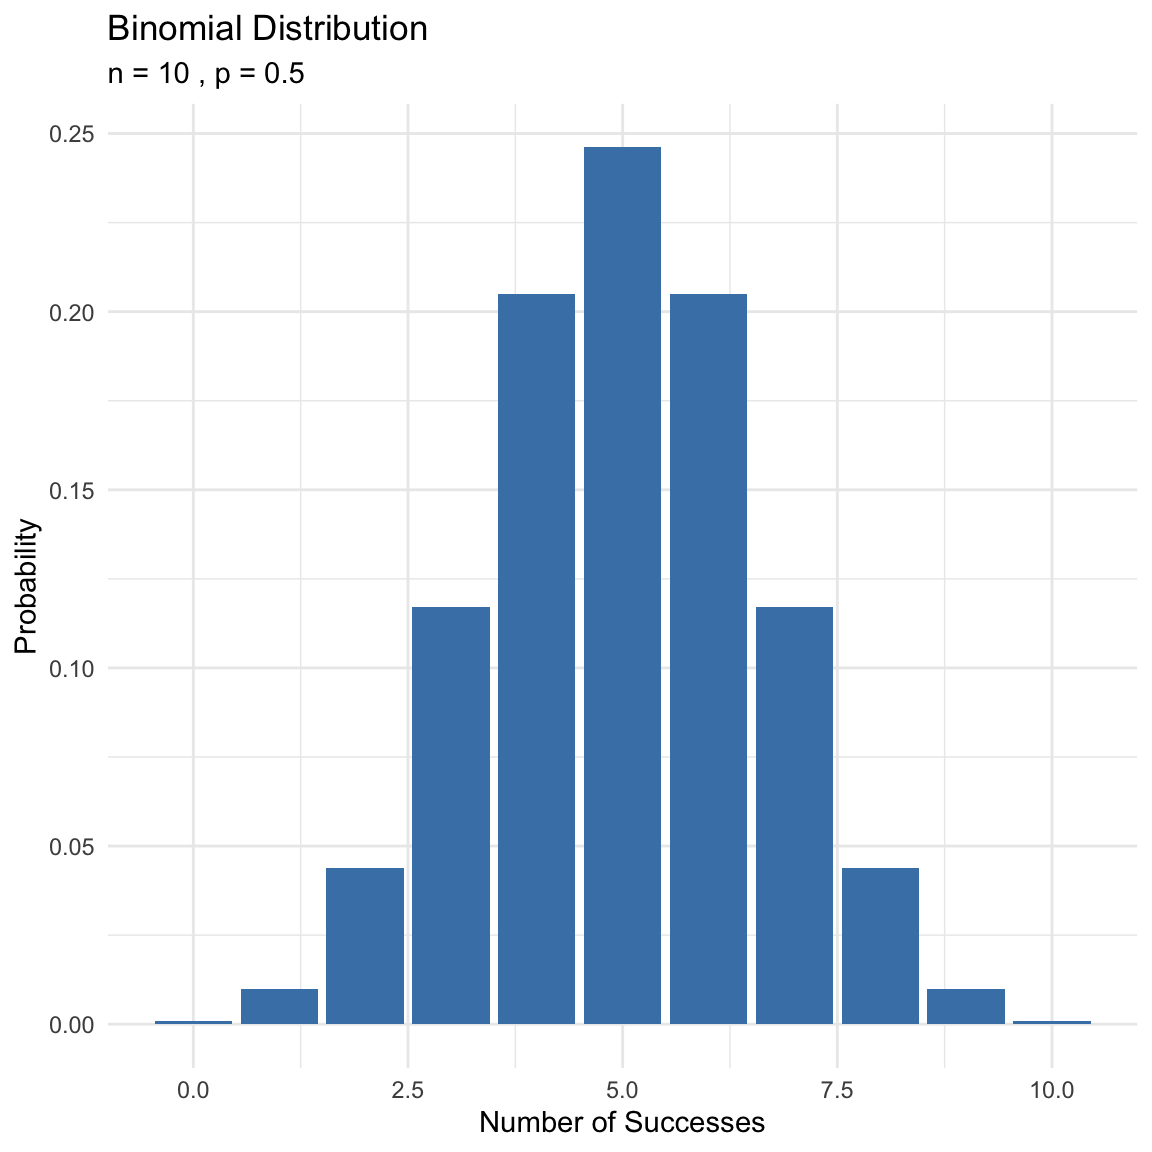 Binomial Distribution
n = 10 , p = 0.5
0.25
0.20
0.15
0.10
0.05
0.00
Probability
0.0 2.5 5.0 7.5 10.0
Number of Successes